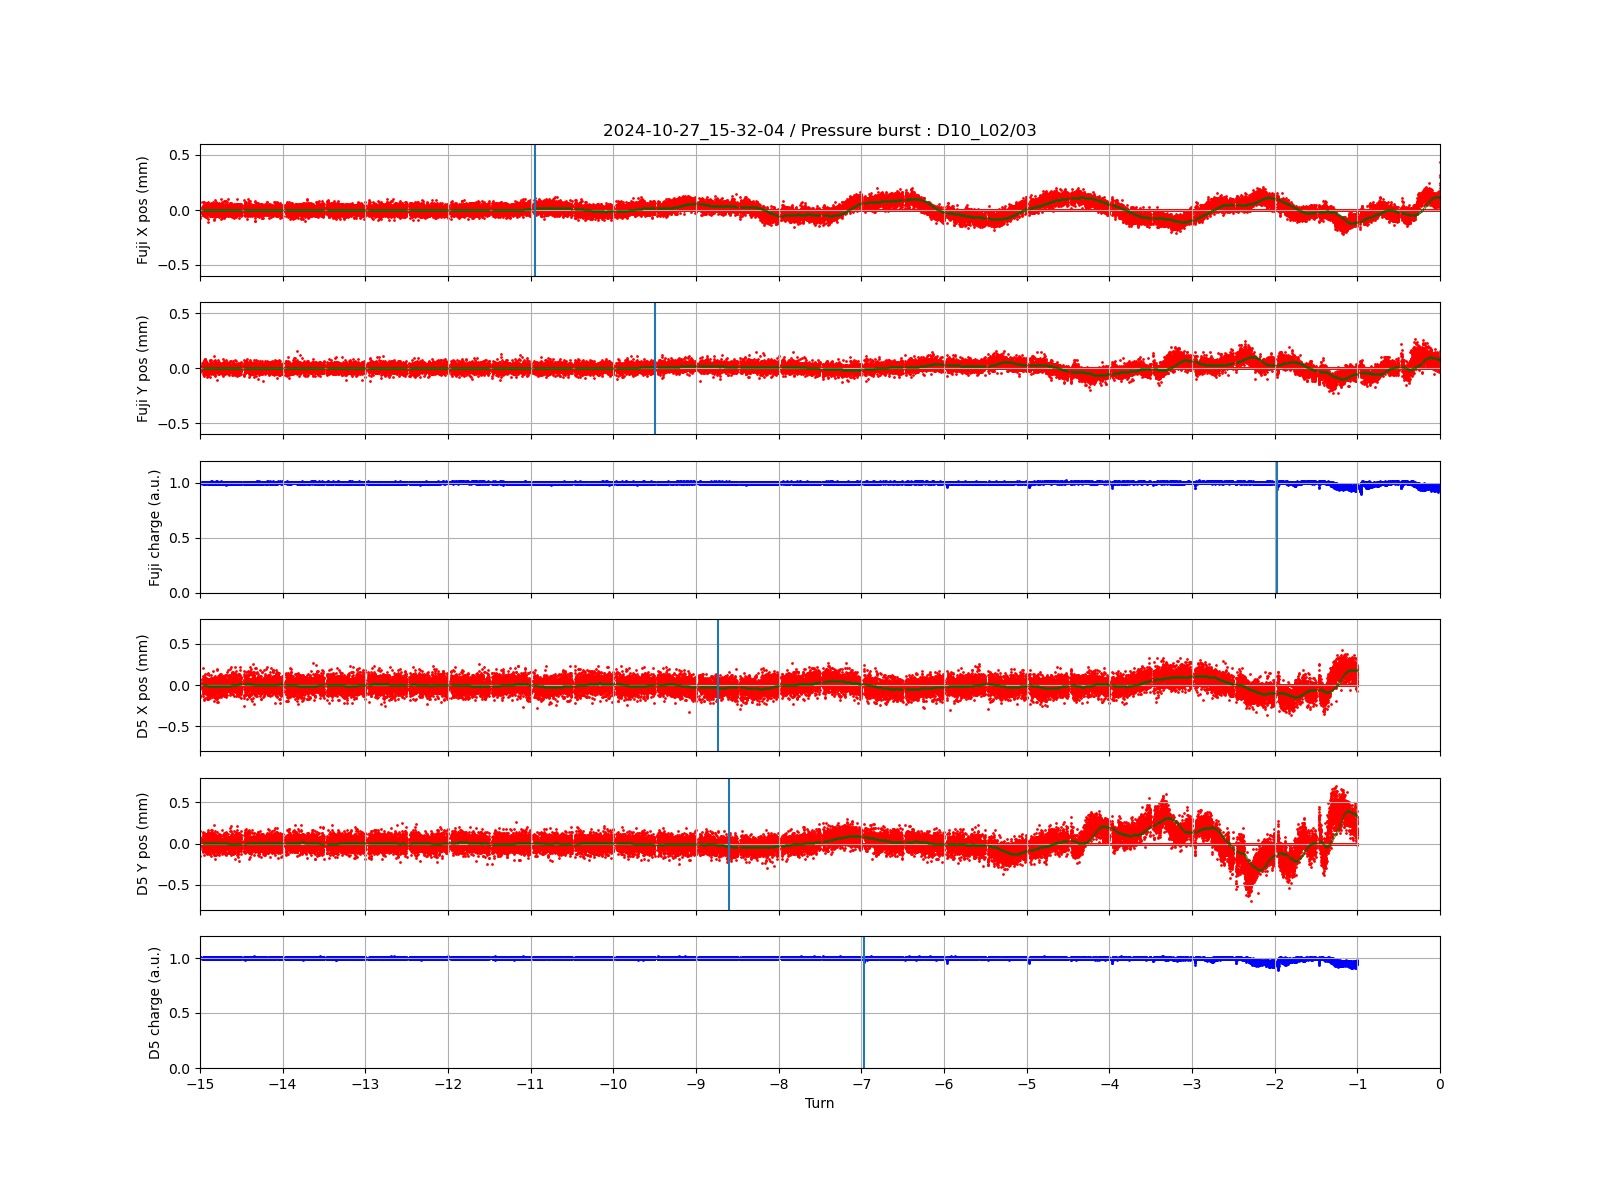 2024-10-27_15-32-04 / Pressure burst : D10_L02/03
Fuji X pos (mm)
0.5
0.0
−0.5
Fuji Y pos (mm)
0.5
0.0
−0.5
Fuji charge (a.u.)
1.0
0.5
0.0
D5 X pos (mm)
0.5
0.0
−0.5
D5 Y pos (mm)
0.5
0.0
−0.5
D5 charge (a.u.)
1.0
0.5
0.0
−15 −14 −13 −12 −11 −10 −9 −8 −7 −6 −5 −4 −3 −2 −1 0
Turn